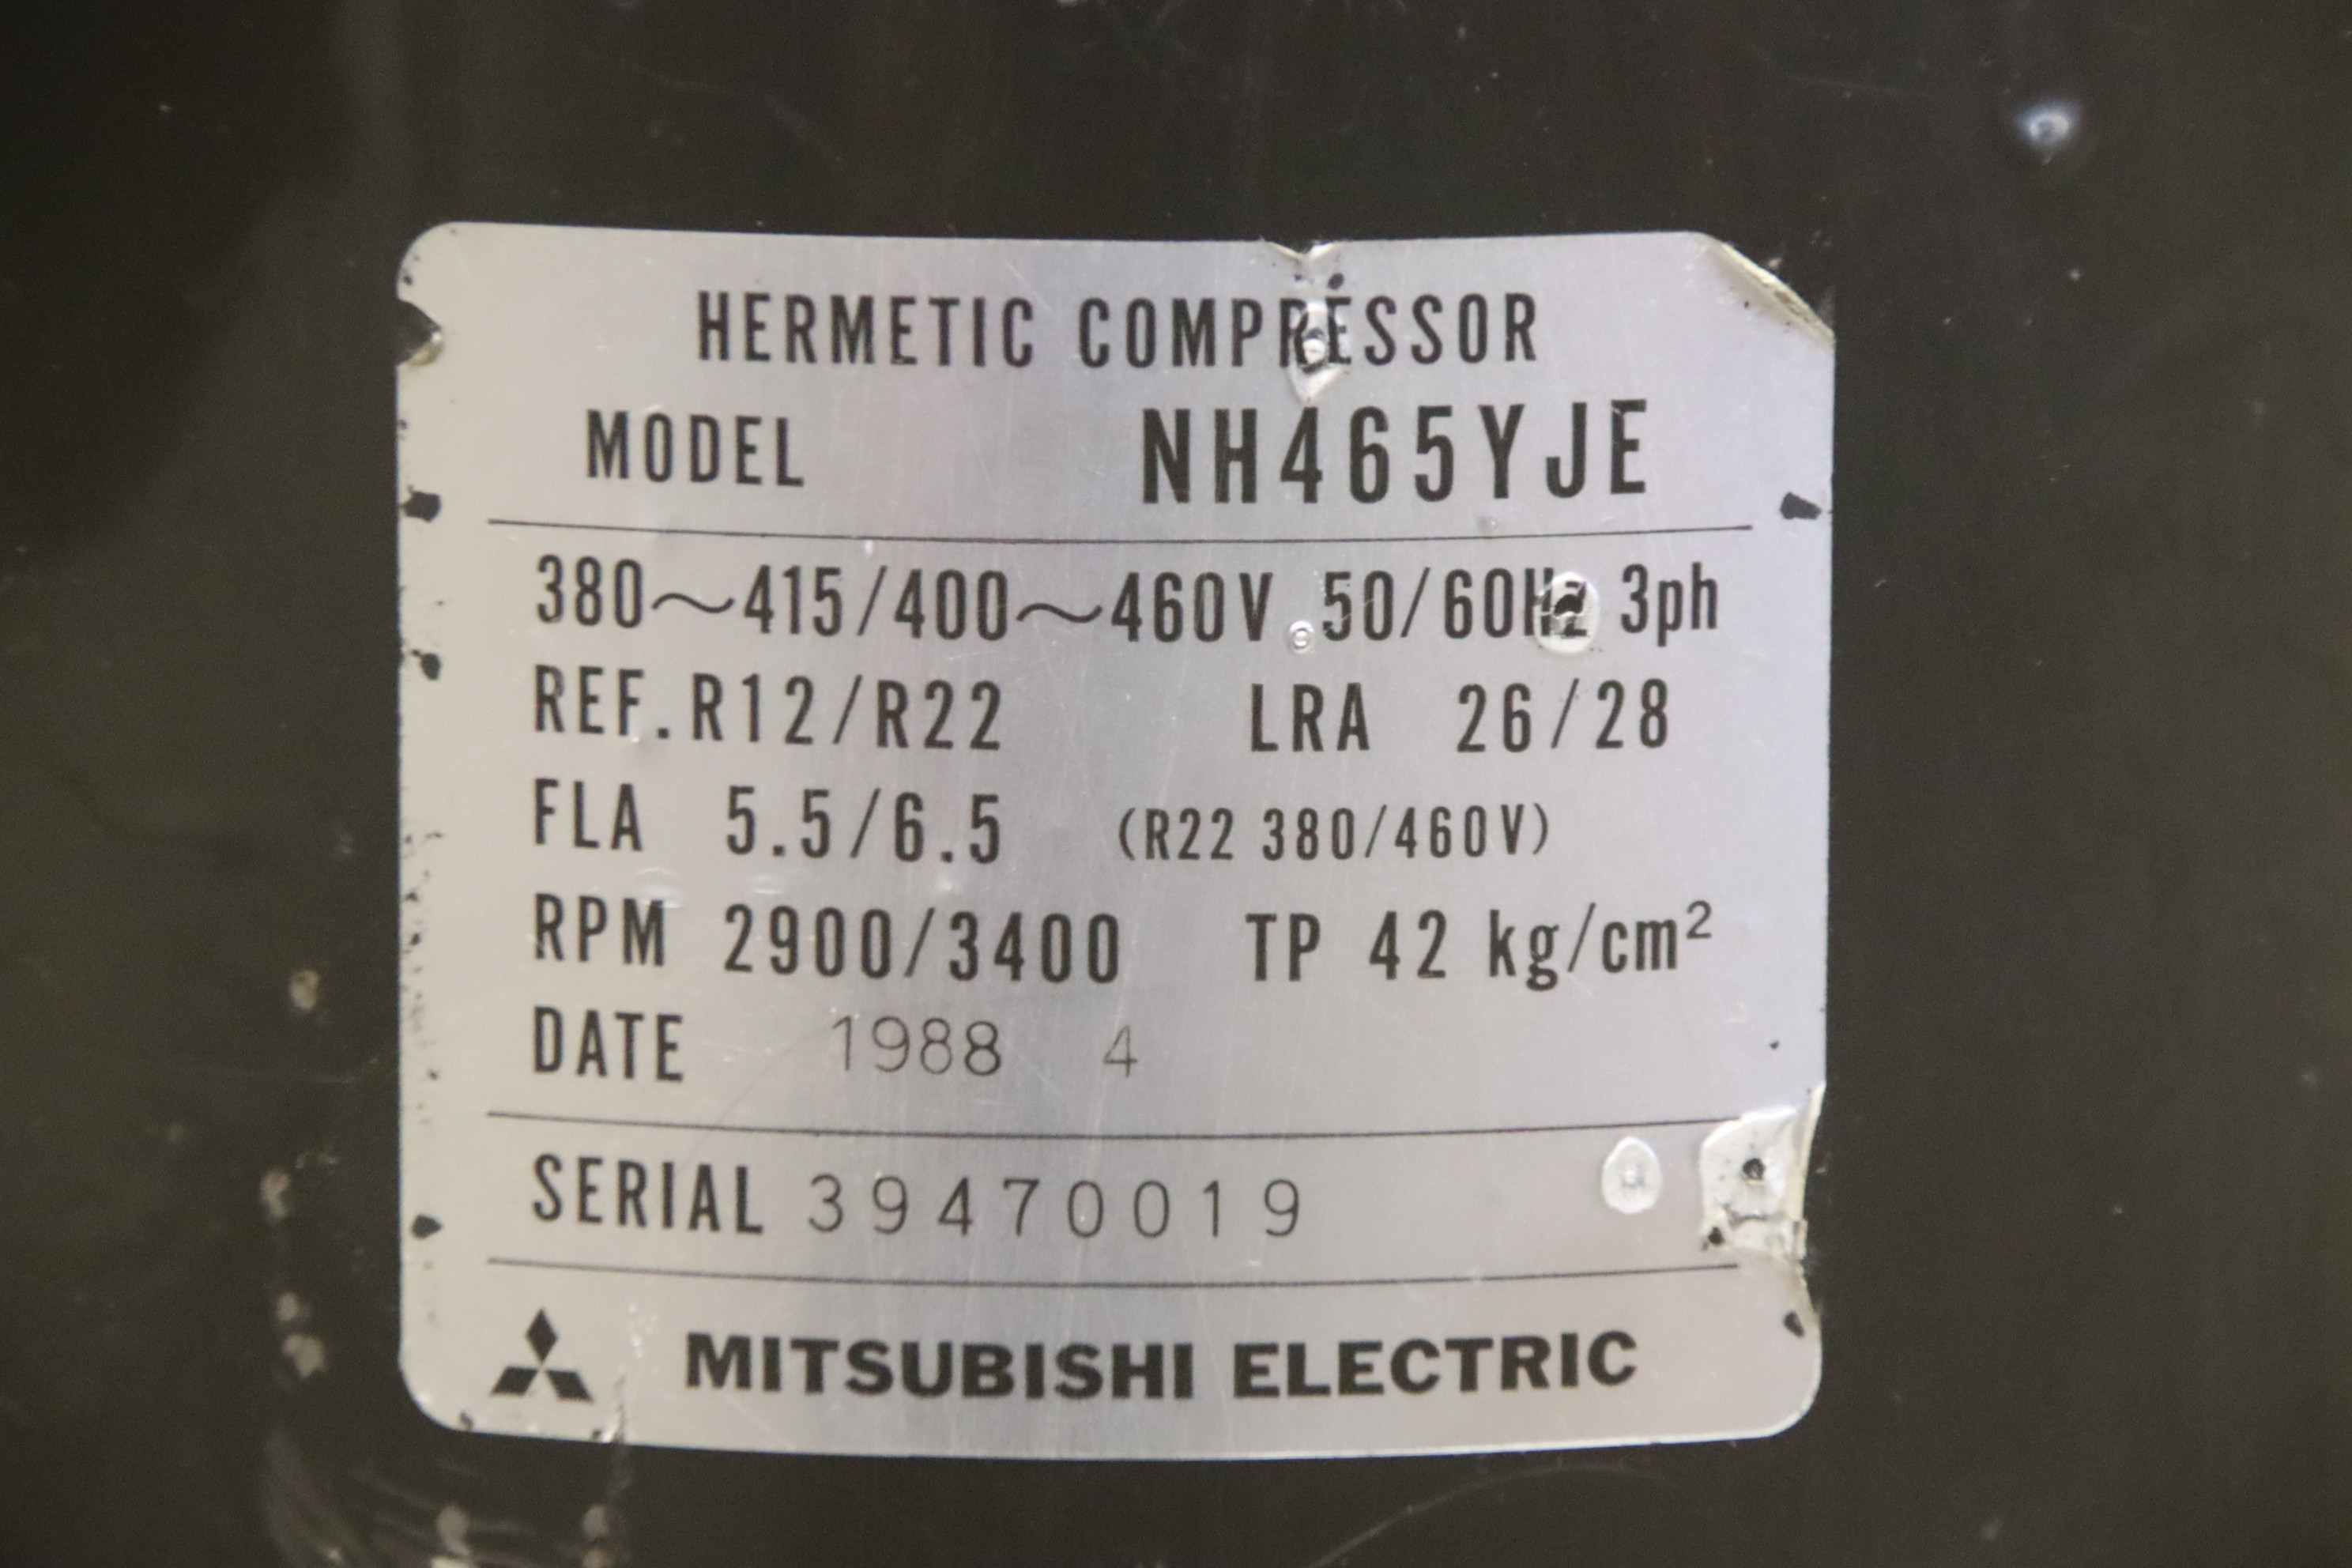 HERMETIC COMPRESSOR
MODEL NH465YJE
380～415/400～460V 50/60Hz 3ph
REF. R12/R22 LRA 26/28
FLA 5.5/6.5 (R22 380/460V)
RPM 2900/3400 TP 42 kg/cm²
DATE 1988 4
SERIAL 39470019
MITSUBISHI ELECTRIC